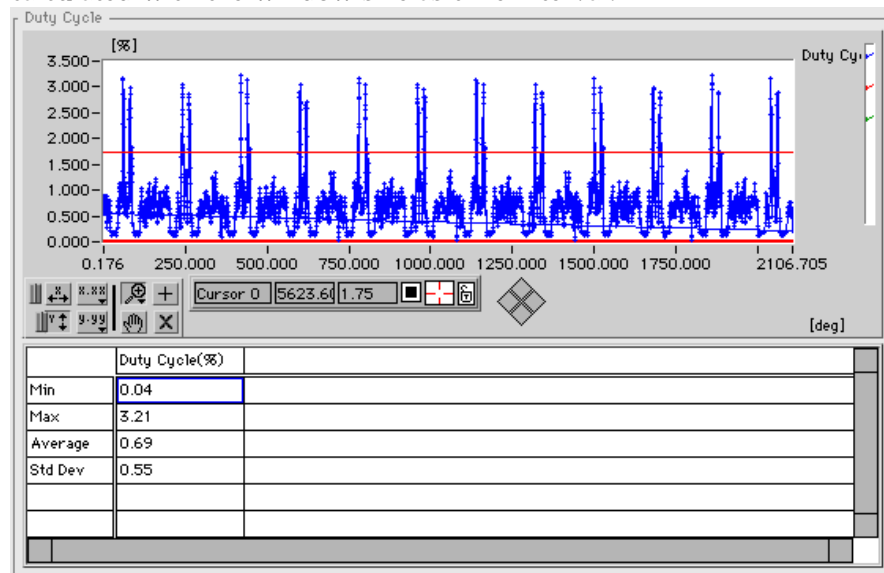 Duty Cycle
[%]
Duty Cy
3.500
3.000
2.500
2.000
1.500
1.000
0.500
0.000
0.176 250.000 500.000 750.000 1000.000 1250.000 1500.000 1750.000 2106.705
[deg]
Cursor 0 5623.6 1.75
Duty Cycle(%)
Min 0.04
Max 3.21
Average 0.69
Std Dev 0.55